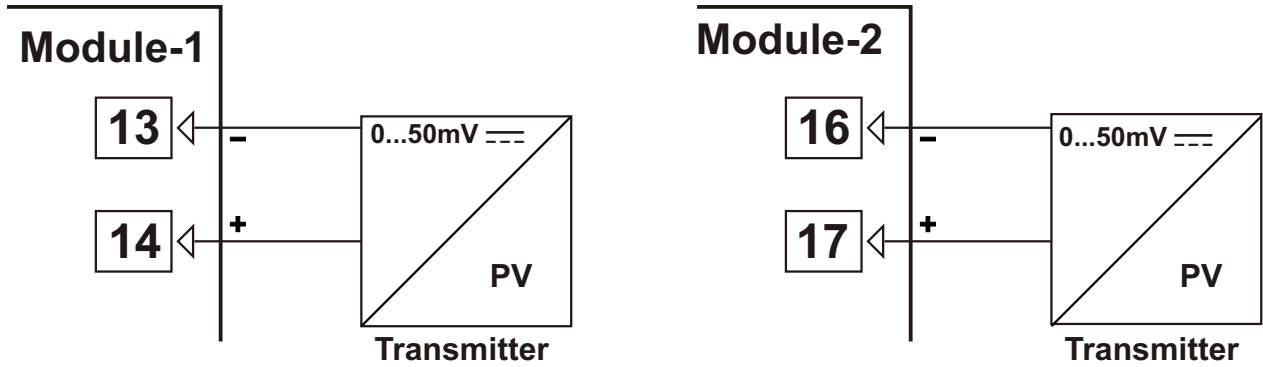 Module-1
13
-
0...50mV
14
+
PV
Transmitter
Module-2
16
-
0...50mV
17
+
PV
Transmitter